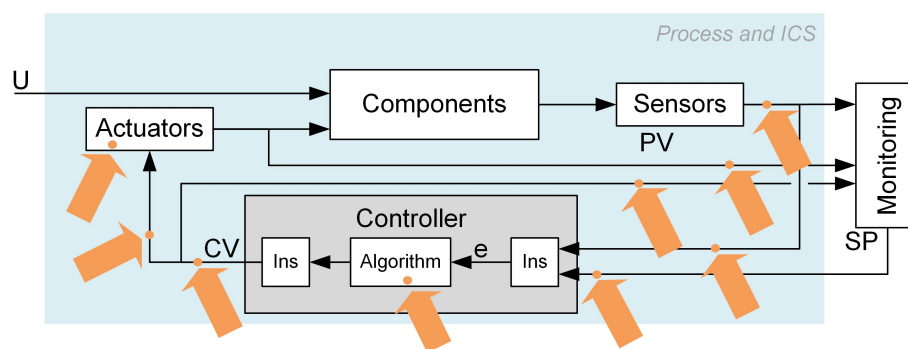 Process and ICS
U
Components
Sensors
Actuators
PV
Monitoring
Controller
SP
CV
Ins
Algorithm
e
Ins